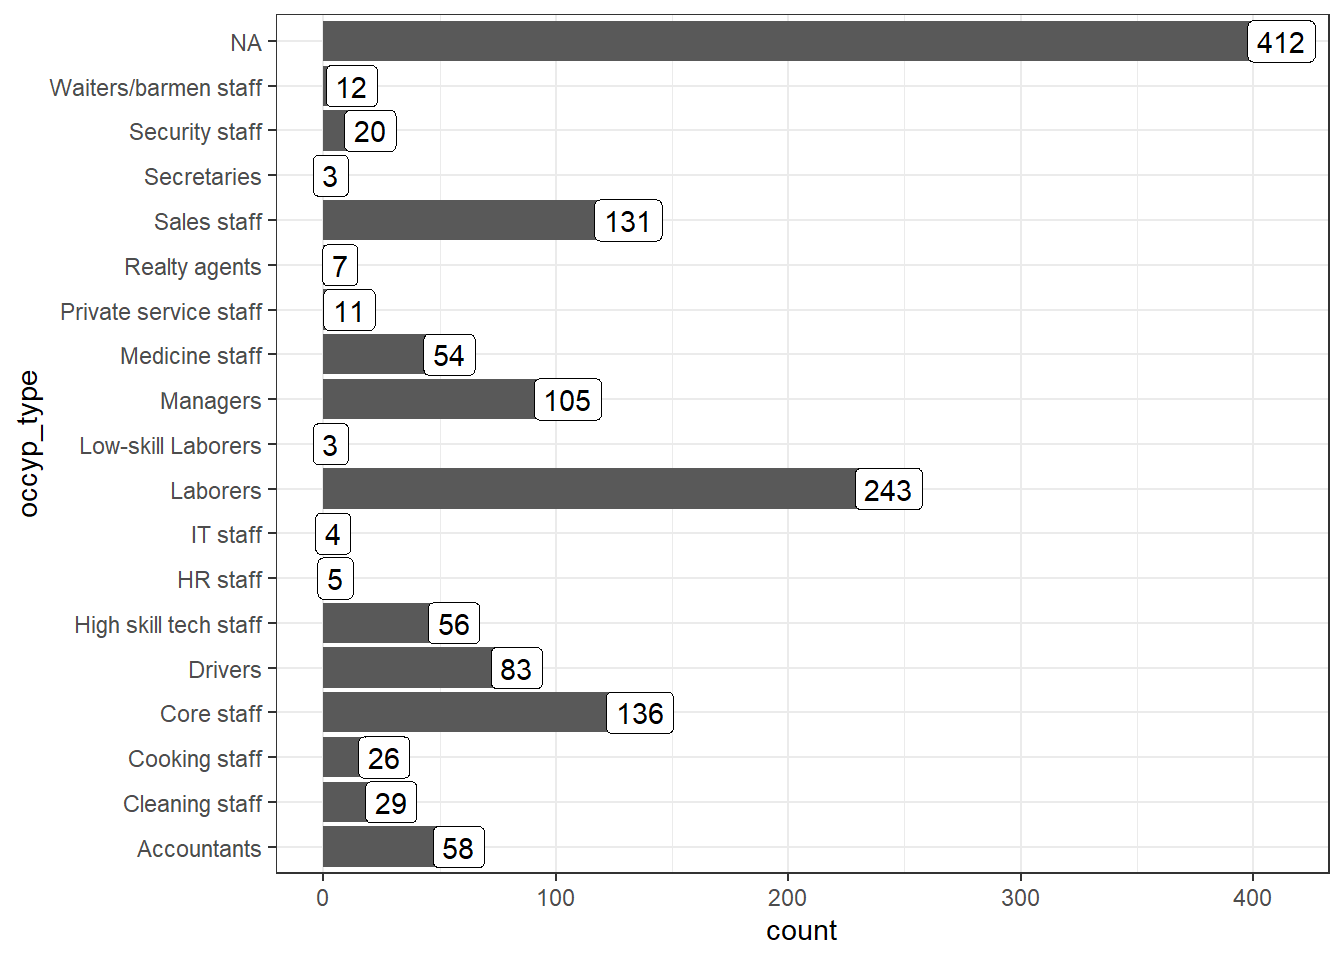 NA 412
Waiters/barmen staff 12
Security staff 20
Secretaries 3
Sales staff 131
Realty agents 7
Private service staff 11
Medicine staff 54
Managers 105
Low-skill Laborers 3
Laborers 243
IT staff 4
HR staff 5
High skill tech staff 56
Drivers 83
Core staff 136
Cooking staff 26
Cleaning staff 29
Accountants 58
occyp_type
0 100 200 300 400
count